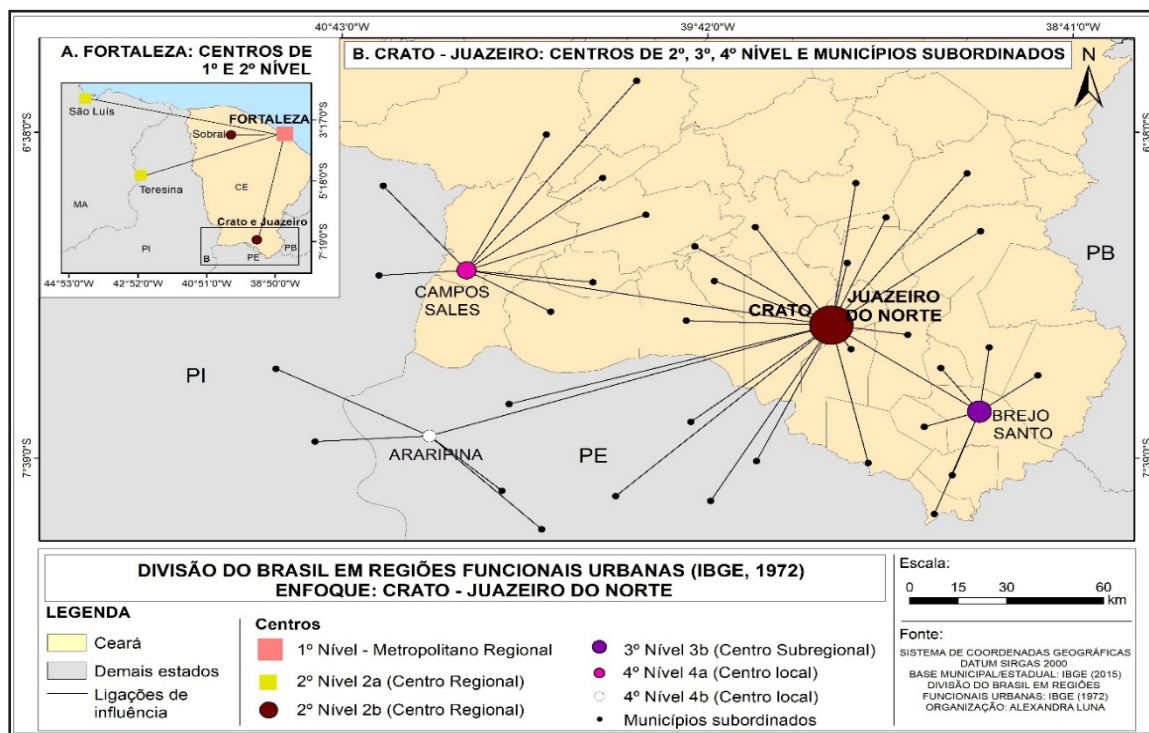 40°43'0"O 39°42'0"O 38°41'0"O
A. FORTALEZA: CENTROS DE
1º E 2º NÍVEL
São Luís
FORTALEZA
Sobral
Teresina
CE
MA
Crato e Juazeiro
PI
B
PE
PB
3°17'0"S
5°18'0"S
7°19'0"S
44°53'0"O 42°52'0"O 40°51'0"O 38°50'0"O
B. CRATO - JUAZEIRO: CENTROS DE 2º, 3º, 4º NÍVEL E MUNICÍPIOS SUBORDINADOS
N
6°38'0"S
6°38'0"S
PB
CAMPOS
SALES
CRATO
JUAZEIRO
DO NORTE
PI
BREJO
SANTO
ARARIPINA
PE
7°39'0"S
7°39'0"S
DIVISÃO DO BRASIL EM REGIÕES FUNCIONAIS URBANAS (IBGE, 1972)
ENFOQUE: CRATO - JUAZEIRO DO NORTE
LEGENDA
Ceará
Demais estados
Ligações de
influência
Centros
1º Nível - Metropolitano Regional
2º Nível 2a (Centro Regional)
2º Nível 2b (Centro Regional)
3º Nível 3b (Centro Subregional)
4º Nível 4a (Centro local)
4º Nível 4b (Centro local)
Municípios subordinados
Escala:
0 15 30 60
km
Fonte:
SISTEMA DE COORDENADAS GEOGRÁFICAS
DATUM SIRGAS 2000
BASE MUNICIPAL/ESTADUAL: IBGE (2015)
DIVISÃO DO BRASIL EM REGIÕES
FUNCIONAIS URBANAS: IBGE (1972)
ORGANIZAÇÃO: ALEXANDRA LUNA